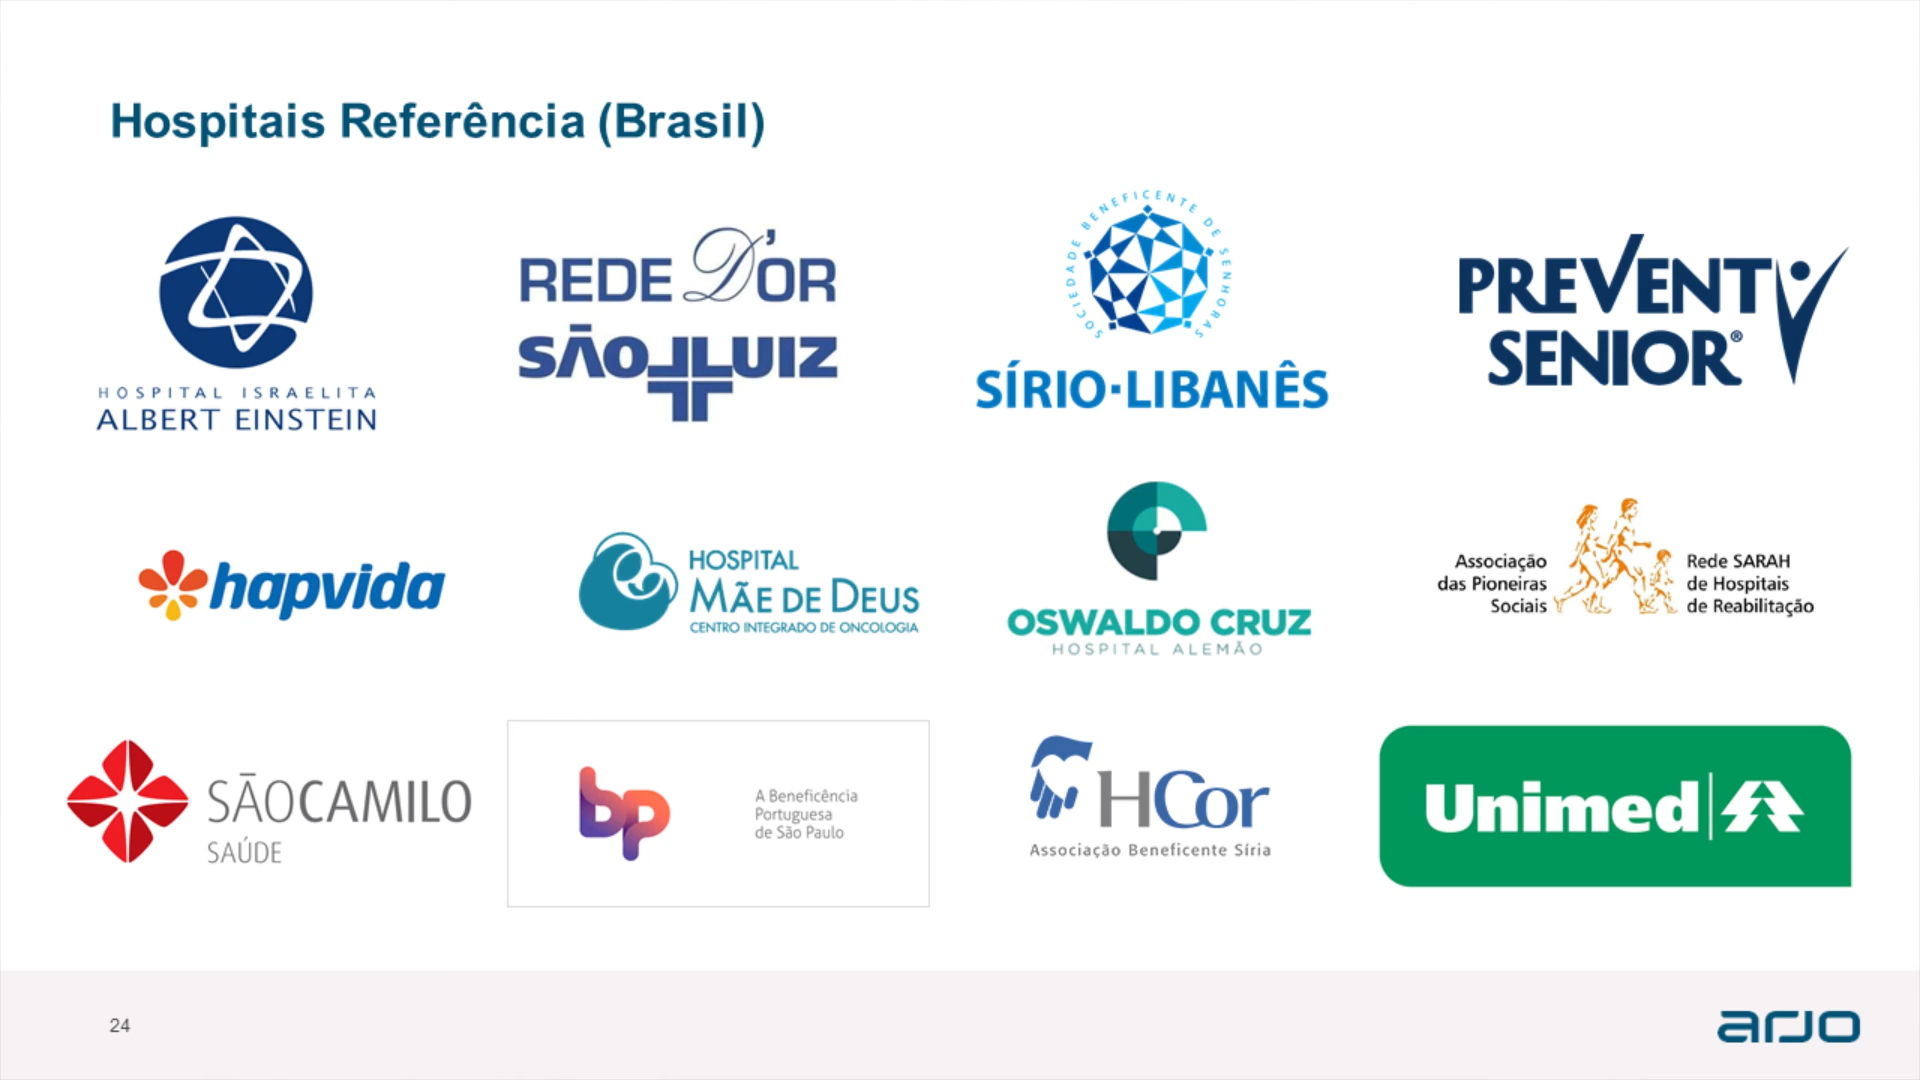 Hospitais Referência (Brasil)
HOSPITAL ISRAELITA
ALBERT EINSTEIN
REDE D'OR
SÃO LUIZ
SOCIEDADE BENEFICENTE DE SENHORAS
SÍRIO·LIBANÊS
PREVENT
SENIOR®
hapvida
HOSPITAL
MÃE DE DEUS
CENTRO INTEGRADO DE ONCOLOGIA
OSWALDO CRUZ
HOSPITAL ALEMÃO
Associação
das Pioneiras
Sociais
Rede SARAH
de Hospitais
de Reabilitação
SÃOCAMILO
SAÚDE
bp
A Beneficência
Portuguesa
de São Paulo
HCor
Associação Beneficente Síria
Unimed
24
arjo